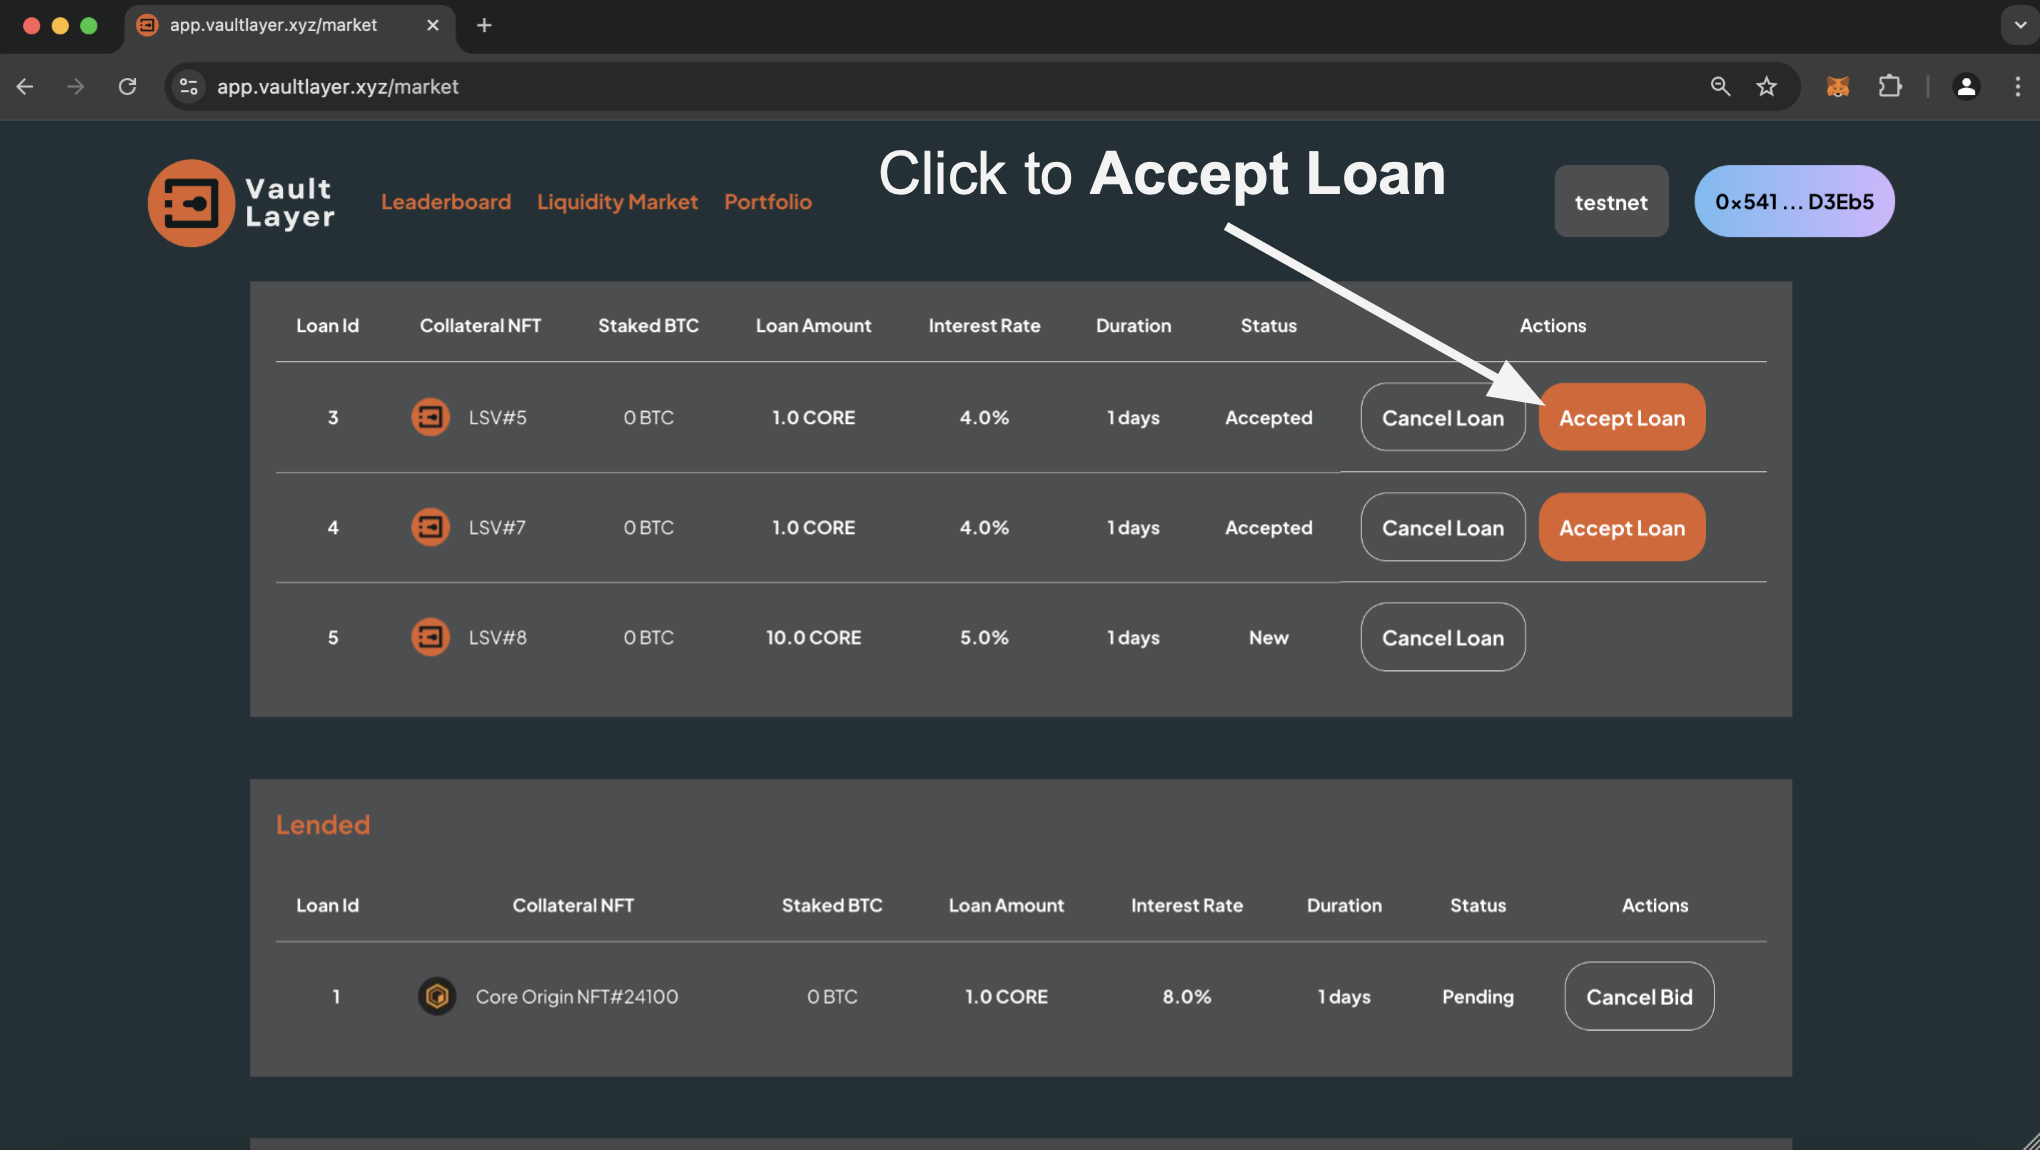 app.vaultlayer.xyz/market
app.vaultlayer.xyz/market
Click to Accept Loan
Vault
Layer
Leaderboard Liquidity Market Portfolio
testnet
0x541 ... D3Eb5
Loan Id Collateral NFT Staked BTC Loan Amount Interest Rate Duration Status Actions
3 LSV#5 0 BTC 1.0 CORE 4.0% 1 days Accepted Cancel Loan Accept Loan
4 LSV#7 0 BTC 1.0 CORE 4.0% 1 days Accepted Cancel Loan Accept Loan
5 LSV#8 0 BTC 10.0 CORE 5.0% 1 days New Cancel Loan
Lended
Loan Id Collateral NFT Staked BTC Loan Amount Interest Rate Duration Status Actions
1 Core Origin NFT#24100 0 BTC 1.0 CORE 8.0% 1 days Pending Cancel Bid